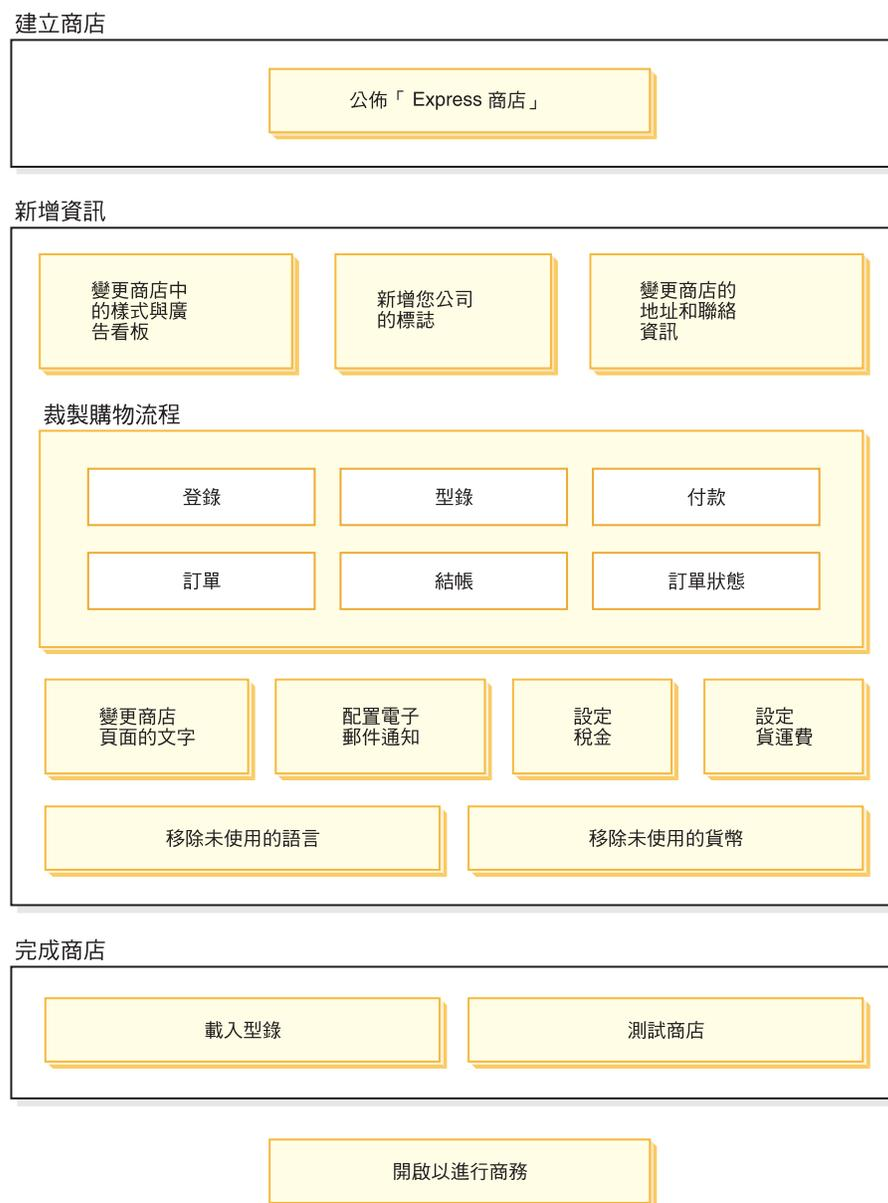 建立商店
公佈「 Express 商店」
新增資訊
變更商店中
的樣式與廣
告看板
新增您公司
的標誌
變更商店的
地址和聯絡
資訊
裁製購物流程
登錄
型錄
付款
訂單
結帳
訂單狀態
變更商店
頁面的文字
配置電子
郵件通知
設定
稅金
設定
貨運費
移除未使用的語言
移除未使用的貨幣
完成商店
載入型錄
測試商店
開啟以進行商務